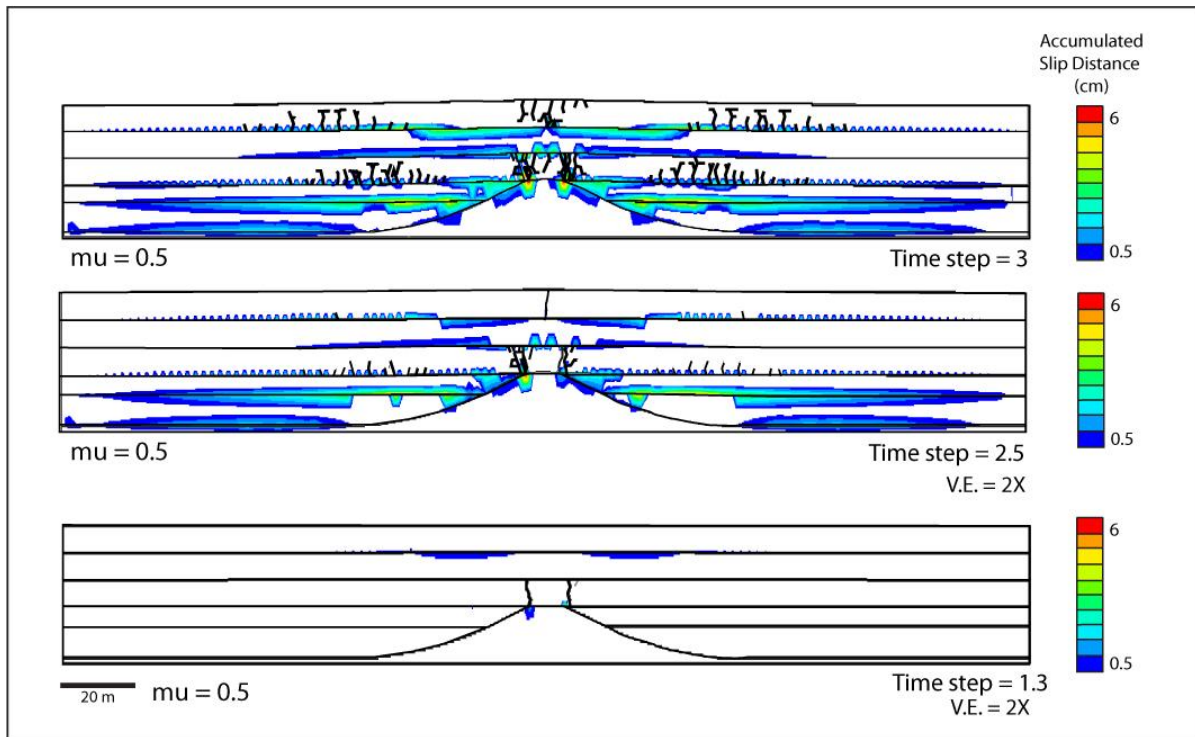 Accumulated
Slip Distance
(cm)
6
0.5
mu = 0.5
Time step = 3
6
0.5
mu = 0.5
Time step = 2.5
V.E. = 2X
6
0.5
20 m
mu = 0.5
Time step = 1.3
V.E. = 2X